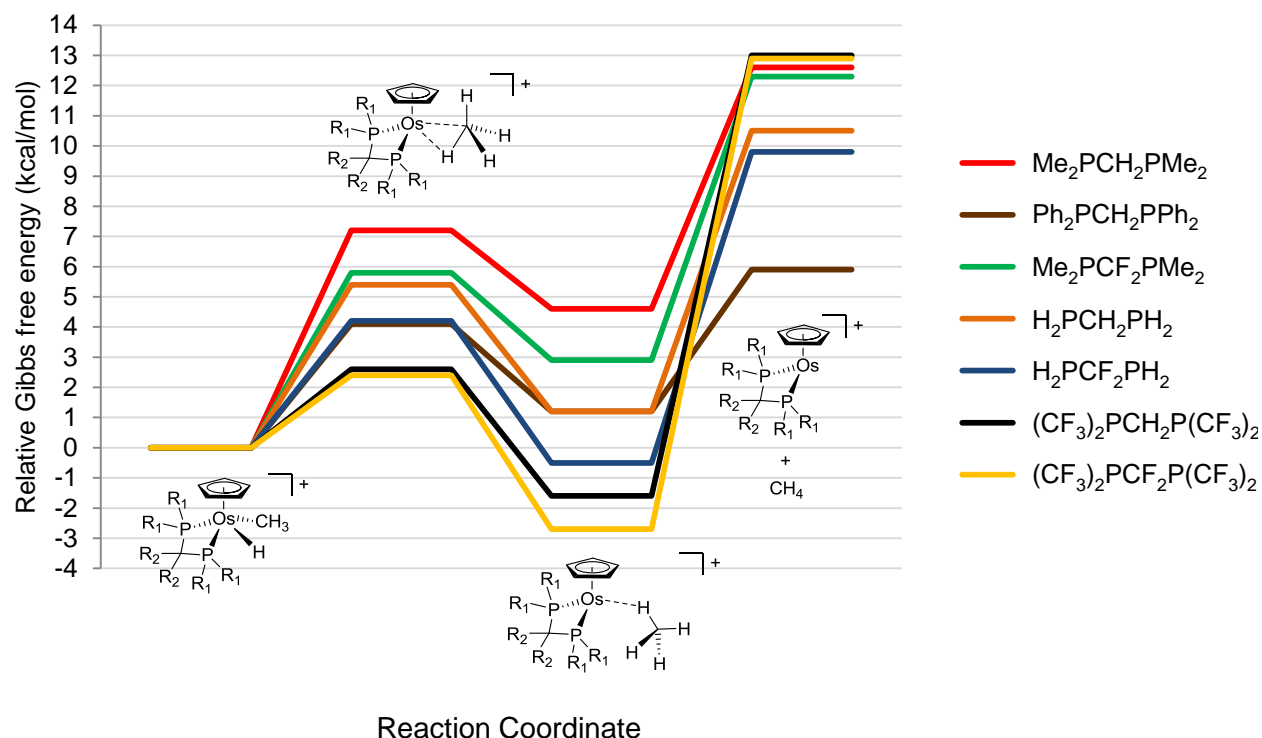 Relative Gibbs free energy (kcal/mol)
14
13
12
11
10
9
8
7
6
5
4
3
2
1
0
-1
-2
-3
-4
Reaction Coordinate
+
R1
R1
P
Os
R2
R2
P
R1
R1
H
H
H
H
+
R1
R1
P
Os
CH3
H
R2
R2
P
R1
R1
+
R1
R1
P
Os
H
H
H
H
R2
R2
P
R1
R1
+
R1
R1
P
Os
R2
R2
P
R1
R1
+
CH4
Me2PCH2PMe2
Ph2PCH2PPh2
Me2PCF2PMe2
H2PCH2PH2
H2PCF2PH2
(CF3)2PCH2P(CF3)2
(CF3)2PCF2P(CF3)2